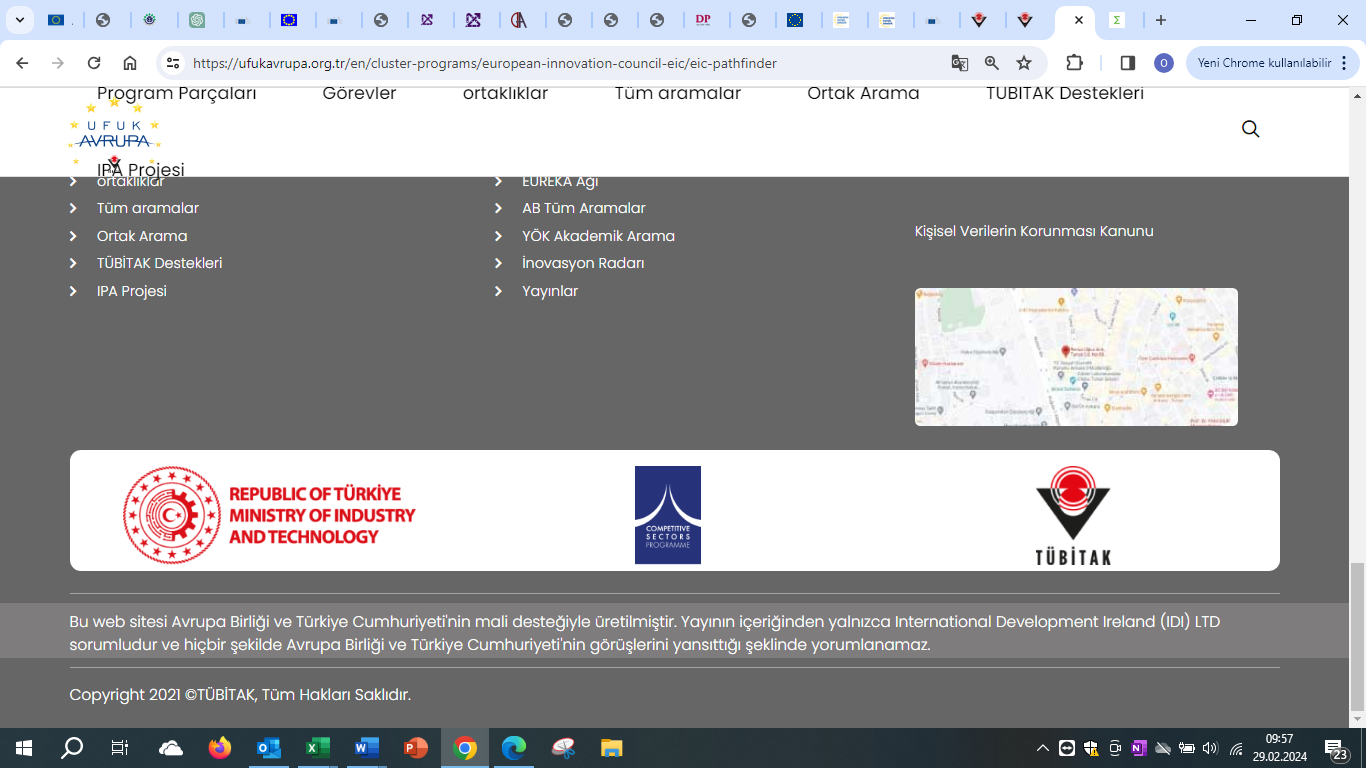 DP
Σ
https://ufukavrupa.org.tr/en/cluster-programs/european-innovation-council-eic/eic-pathfinder
O
Yeni Chrome kullanılabilir
Program Parçaları
Görevler
ortaklıklar
Tüm aramalar
Ortak Arama
TÜBİTAK Destekleri
UFUK
AVRUPA
IPA Projesi
ortaklıklar
EUREKA Ağı
Tüm aramalar
AB Tüm Aramalar
Ortak Arama
YÖK Akademik Arama
Kişisel Verilerin Korunması Kanunu
TÜBİTAK Destekleri
İnovasyon Radarı
IPA Projesi
Yayınlar
REPUBLIC OF TÜRKİYE
MINISTRY OF INDUSTRY
AND TECHNOLOGY
COMPETITIVE
SECTORS
PROGRAMME
TÜBİTAK
Bu web sitesi Avrupa Birliği ve Türkiye Cumhuriyeti'nin mali desteğiyle üretilmiştir. Yayının içeriğinden yalnızca International Development Ireland (IDI) LTD
sorumludur ve hiçbir şekilde Avrupa Birliği ve Türkiye Cumhuriyeti'nin görüşlerini yansıttığı şeklinde yorumlanamaz.
Copyright 2021 ©TÜBİTAK, Tüm Hakları Saklıdır.
09:57
29.02.2024
23